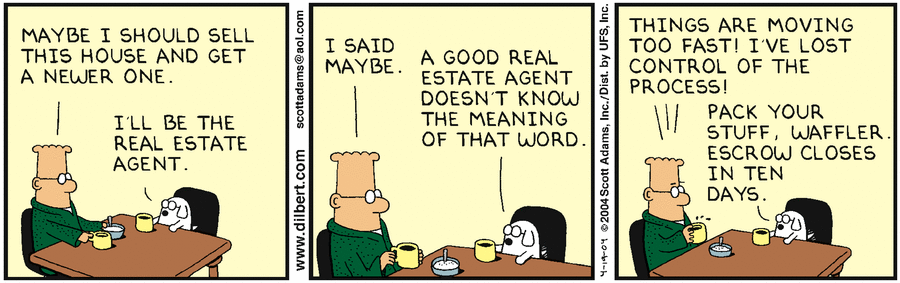 MAYBE I SHOULD SELL
THIS HOUSE AND GET
A NEWER ONE.
I'LL BE THE
REAL ESTATE
AGENT.
www.dilbert.com scottadams@aol.com
I SAID
MAYBE.
A GOOD REAL
ESTATE AGENT
DOESN'T KNOW
THE MEANING
OF THAT WORD.
4-19-04 © 2004 Scott Adams, Inc./Dist. by UFS, Inc.
THINGS ARE MOVING
TOO FAST! I'VE LOST
CONTROL OF THE
PROCESS!
PACK YOUR
STUFF, WAFFLER.
ESCROW CLOSES
IN TEN
DAYS.